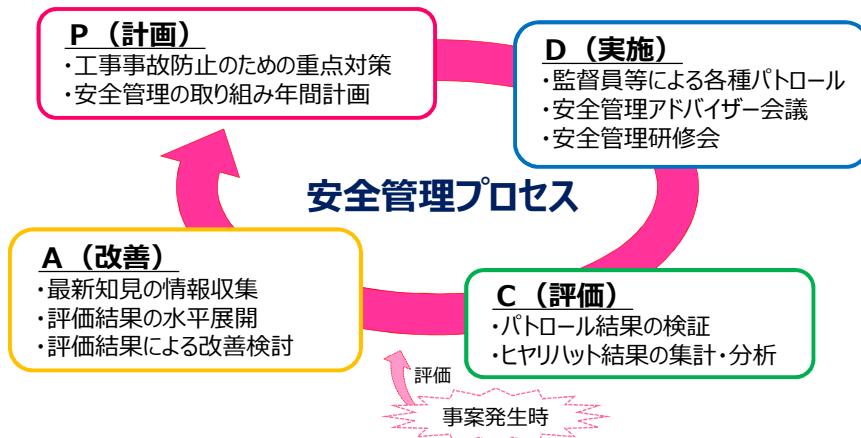 P（計画）
・工事事故防止のための重点対策
・安全管理の取り組み年間計画
D（実施）
・監督員等による各種パトロール
・安全管理アドバイザー会議
・安全管理研修会
安全管理プロセス
A（改善）
・最新知見の情報収集
・評価結果の水平展開
・評価結果による改善検討
C（評価）
・パトロール結果の検証
・ヒヤリハット結果の集計・分析
評価
事案発生時